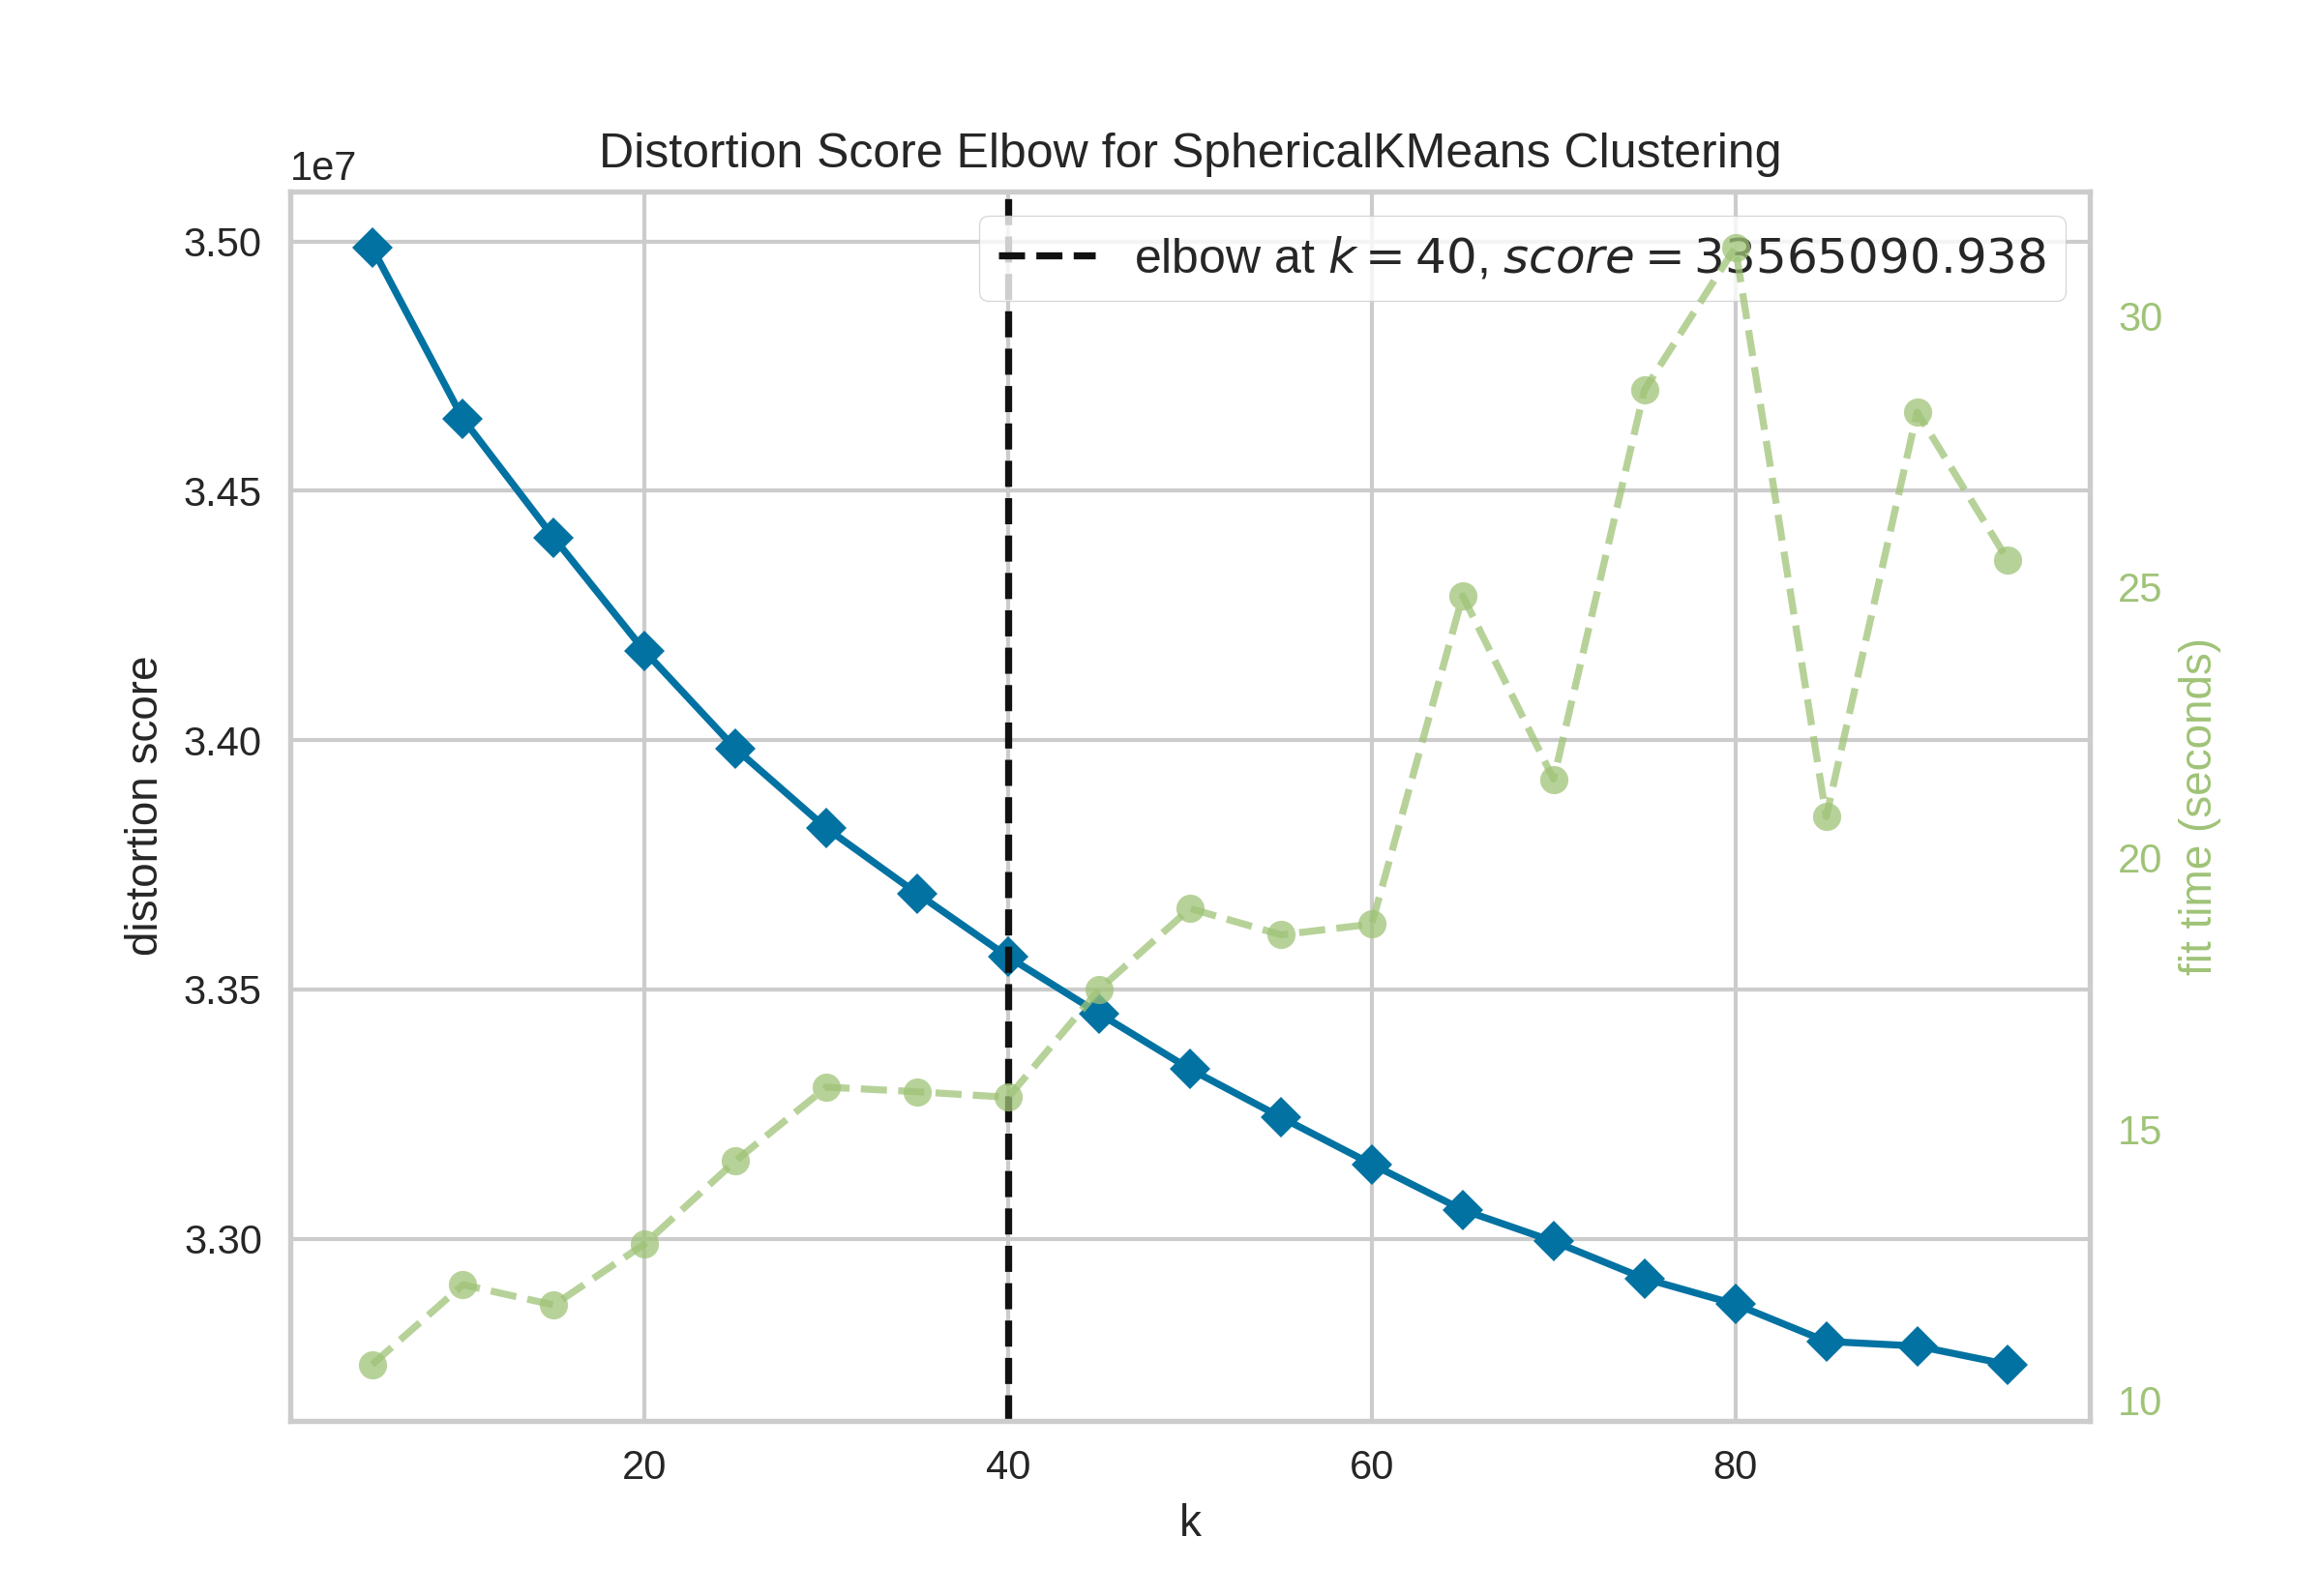 Distortion Score Elbow for SphericalKMeans Clustering
1e7
elbow at k = 40, score = 33565090.938
3.50
3.45
3.40
3.35
3.30
distortion score
30
25
20
15
10
fit time (seconds)
20 40 60 80
k